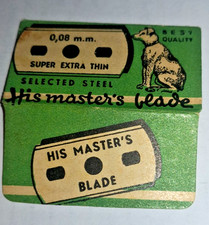 0,08 m.m.
BEST
QUALITY
SUPER EXTRA THIN
SELECTED STEEL
His master's blade
HIS MASTER'S
BLADE